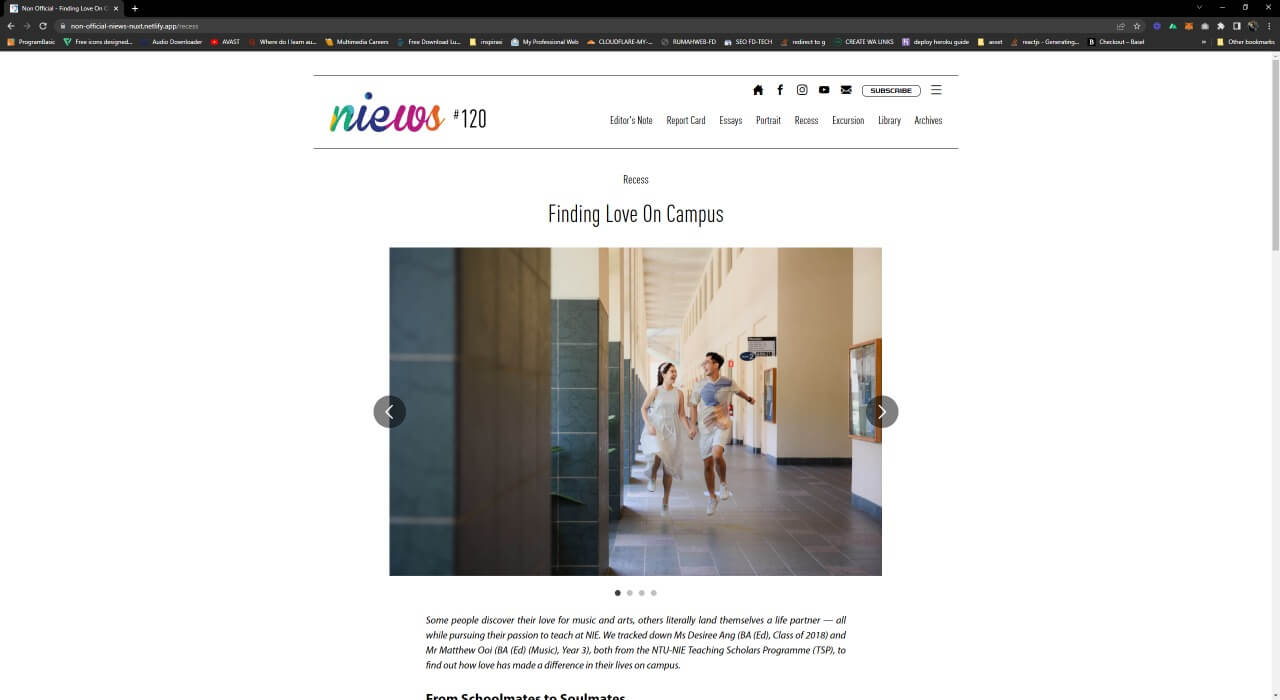 Non Official - Finding Love On C
non-official-niews-nuxt.netlify.app/recess
ProgramBasic
Free icons designed...
Audio Downloader
AVAST
Where do I learn au...
Multimedia Careers
Free Download Lu...
inspirasi
My Professional Web
CLOUDFLARE-MY-...
RUMAHWEB-FD
SEO FD-TECH
redirect to g
CREATE WA LINKS
deploy heroku guide
asset
reactjs - Generating...
Checkout – Basel
»
Other bookmarks
SUBSCRIBE
niews #120
Editor's Note
Report Card
Essays
Portrait
Recess
Excursion
Library
Archives
Recess
Finding Love On Campus
Some people discover their love for music and arts, others literally land themselves a life partner — all
while pursuing their passion to teach at NIE. We tracked down Ms Desiree Ang (BA (Ed), Class of 2018) and
Mr Matthew Ooi (BA (Ed) (Music), Year 3), both from the NTU-NIE Teaching Scholars Programme (TSP), to
find out how love has made a difference in their lives on campus.
From Schoolmates to Soulmates